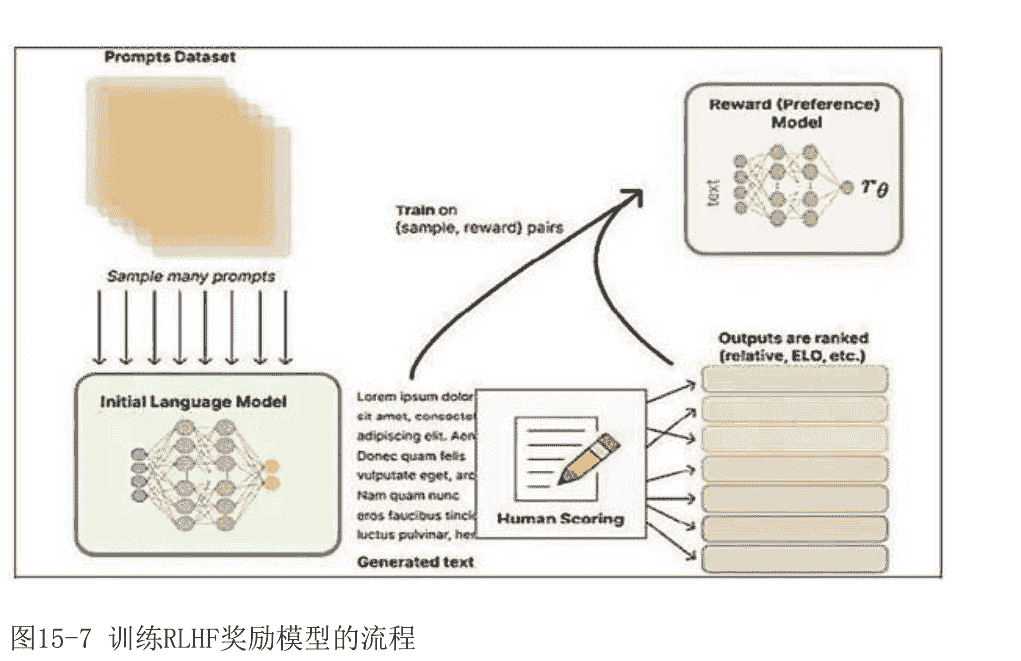 Prompts Dataset
Sample many prompts
Initial Language Model
Train on
{sample, reward} pairs
Lorem ipsum dolor
sit amet, consectet
adipiscing elit. Aen
Donec quam felis
vulputate eget, arc
Nam quam nunc
eros faucibus tincid
luctus pulvinar, her
Generated text
Human Scoring
Reward (Preference)
Model
text
rθ
Outputs are ranked
(relative, ELO, etc.)
图15-7 训练RLHF奖励模型的流程